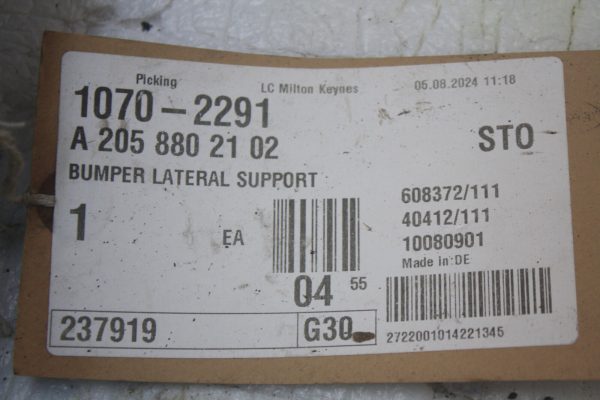 Picking LC Milton Keynes 05.08.2024 11:18
1070-2291
A 205 880 21 02 STO
BUMPER LATERAL SUPPORT
608372/111
1 EA 40412/111
10080901
Made in:DE
04 55
237919 G30
2722001014221345